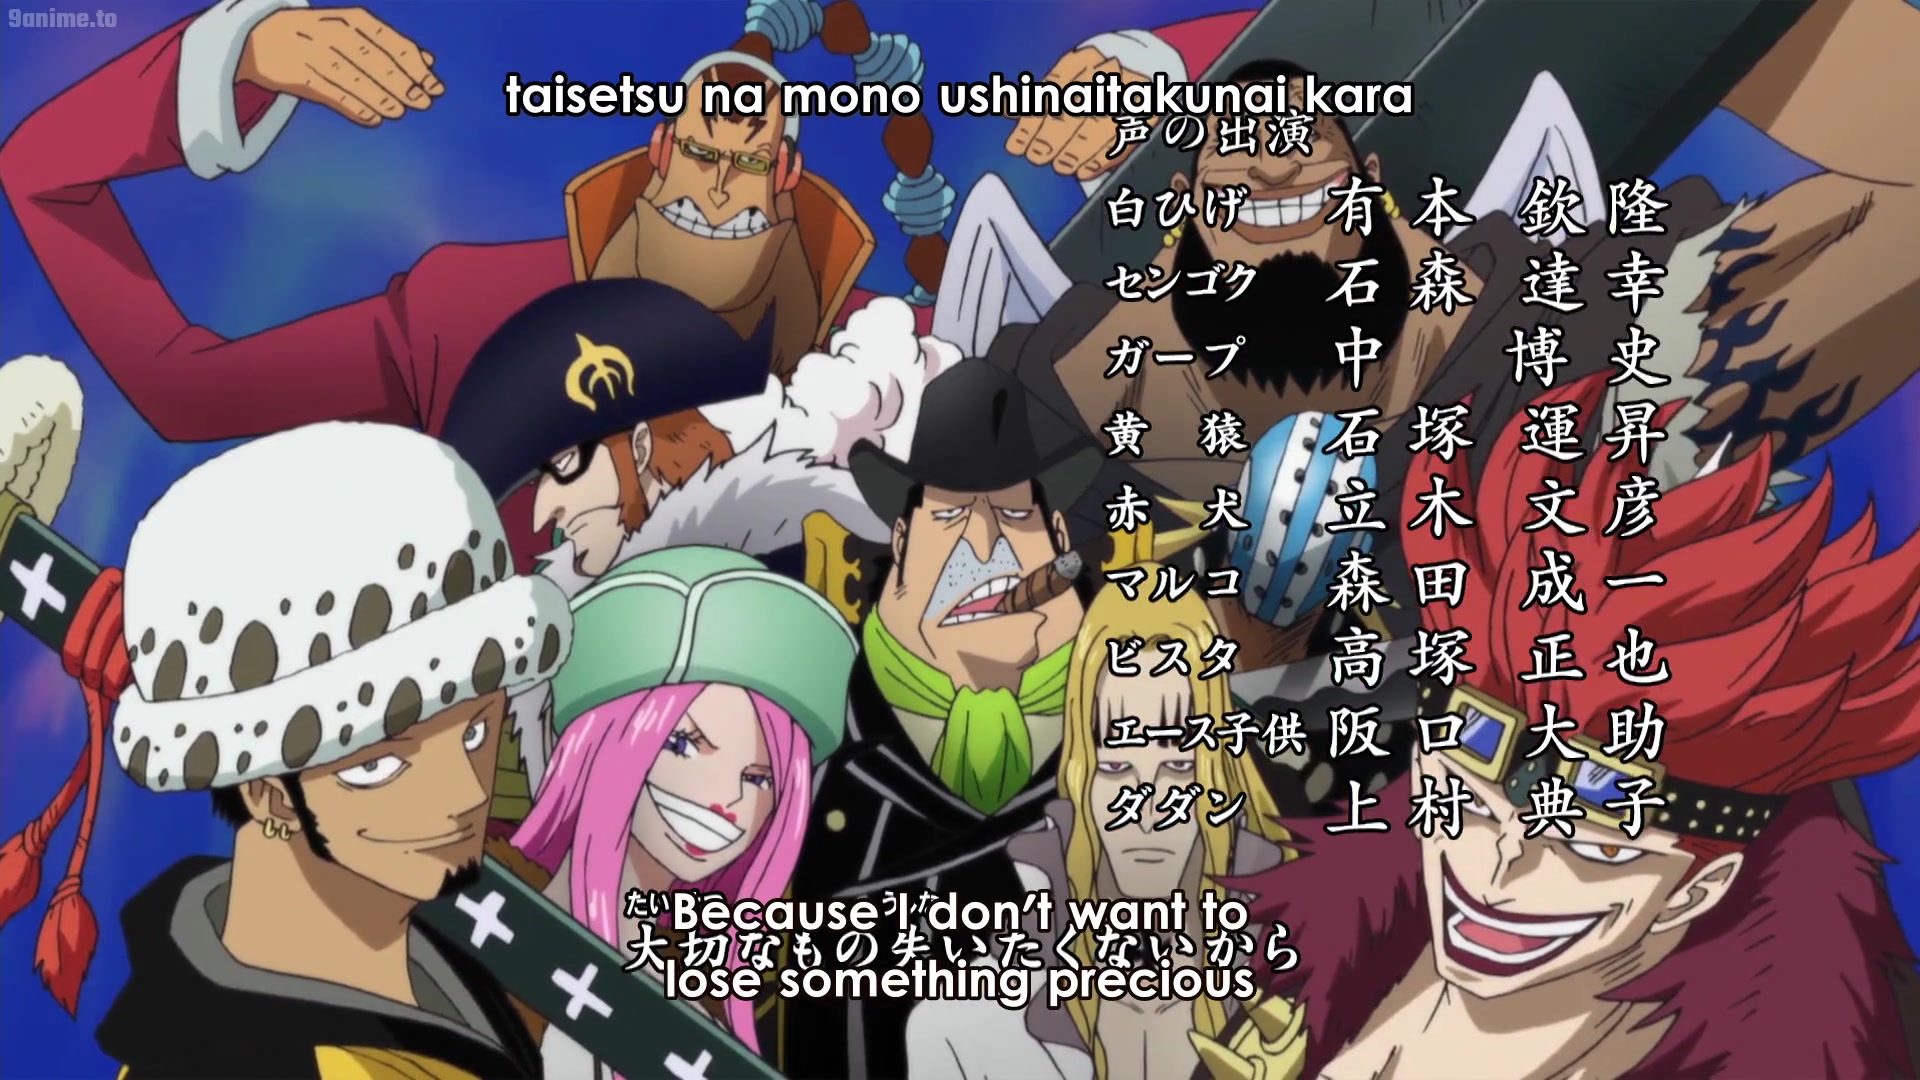 9anime.to
taisetsu na mono ushinaitakunai kara
声の出演
白ひげ 有本 欽隆
センゴク 石森 達幸
ガープ 中 博史
黄猿 石塚 運昇
赤犬 立木 文彦
マルコ 森田 成一
ビスタ 高塚 正也
エース子供 阪口 大助
ダダン 上村 典子
Because I don't want to
大切なもの失いたくないから
lose something precious